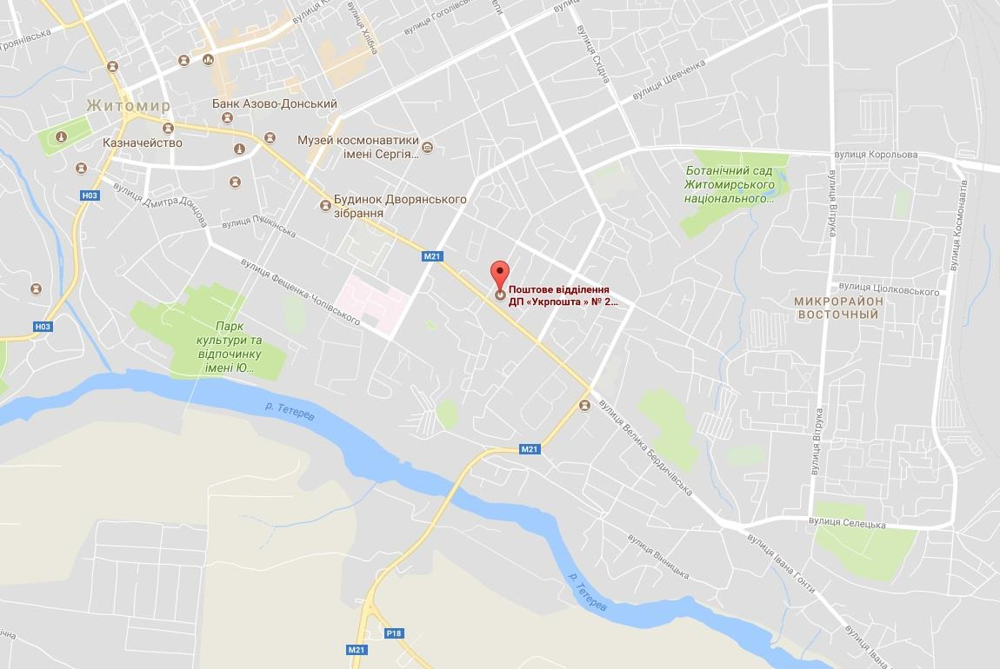 Троянівська
вулиця Хлібна
вулиця Гоголівс
вулиця Східна
вулиця Шевченка
Житомир
Банк Азово-Донський
Казначейство
Музей космонавтики
імені Сергія...
вулиця Корольова
Ботанічний сад
Житомирського
національного...
вулиця Вітрука
вулиця Космонавтів
H03
вулиця Дмитра Донцова
вулиця Пушкінська
Будинок Дворянського
зібрання
M21
вулиця Фещенка-Чопівського
Поштове відділення
ДП «Укрпошта » № 2...
вулиця Ціолковського
МИКРОРАЙОН
ВОСТОЧНЫЙ
H03
Парк
культури та
відпочинку
імені Ю...
р. Тетерев
M21
вулиця Велика Бердичівська
вулиця Вітрука
вулиця Селецька
вулиця Вінницька
вулиця Івана Гонти
р. Тетерев
P18
M21
вулиця Івана